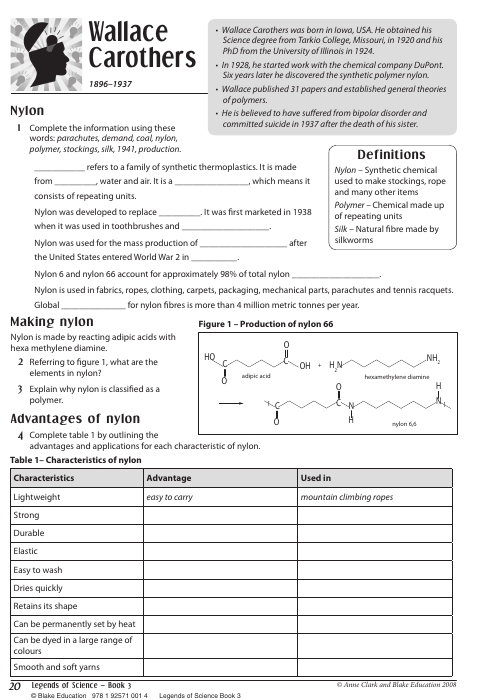 Wallace
Carothers
1896–1937
• Wallace Carothers was born in Iowa, USA. He obtained his
Science degree from Tarkio College, Missouri, in 1920 and his
PhD from the University of Illinois in 1924.
• In 1928, he started work with the chemical company DuPont.
Six years later he discovered the synthetic polymer nylon.
• Wallace published 31 papers and established general theories
of polymers.
• He is believed to have suffered from bipolar disorder and
committed suicide in 1937 after the death of his sister.
Nylon
1 Complete the information using these
words: parachutes, demand, coal, nylon,
polymer, stockings, silk, 1941, production.
___________ refers to a family of synthetic thermoplastics. It is made
from _________, water and air. It is a ________________, which means it
consists of repeating units.
Nylon was developed to replace _________. It was first marketed in 1938
when it was used in toothbrushes and ___________________.
Nylon was used for the mass production of ___________________ after
the United States entered World War 2 in __________.
Nylon 6 and nylon 66 account for approximately 98% of total nylon ___________________.
Nylon is used in fabrics, ropes, clothing, carpets, packaging, mechanical parts, parachutes and tennis racquets.
Global ______________ for nylon fibres is more than 4 million metric tonnes per year.
Definitions
Nylon – Synthetic chemical
used to make stockings, rope
and many other items
Polymer – Chemical made up
of repeating units
Silk – Natural fibre made by
silkworms
Making nylon
Nylon is made by reacting adipic acids with
hexa methylene diamine.
2 Referring to figure 1, what are the
elements in nylon?
3 Explain why nylon is classified as a
polymer.
Figure 1 – Production of nylon 66
HO C O adipic acid O C OH + H2N hexamethylene diamine NH2
C O O C N H nylon 6,6 H N
Advantages of nylon
4 Complete table 1 by outlining the
advantages and applications for each characteristic of nylon.
Table 1– Characteristics of nylon
Characteristics Advantage Used in
Lightweight easy to carry mountain climbing ropes
Strong
Durable
Elastic
Easy to wash
Dries quickly
Retains its shape
Can be permanently set by heat
Can be dyed in a large range of
colours
Smooth and soft yarns
20 Legends of Science – Book 3 © Anne Clark and Blake Education 2008
© Blake Education 978 1 92571 001 4 Legends of Science Book 3